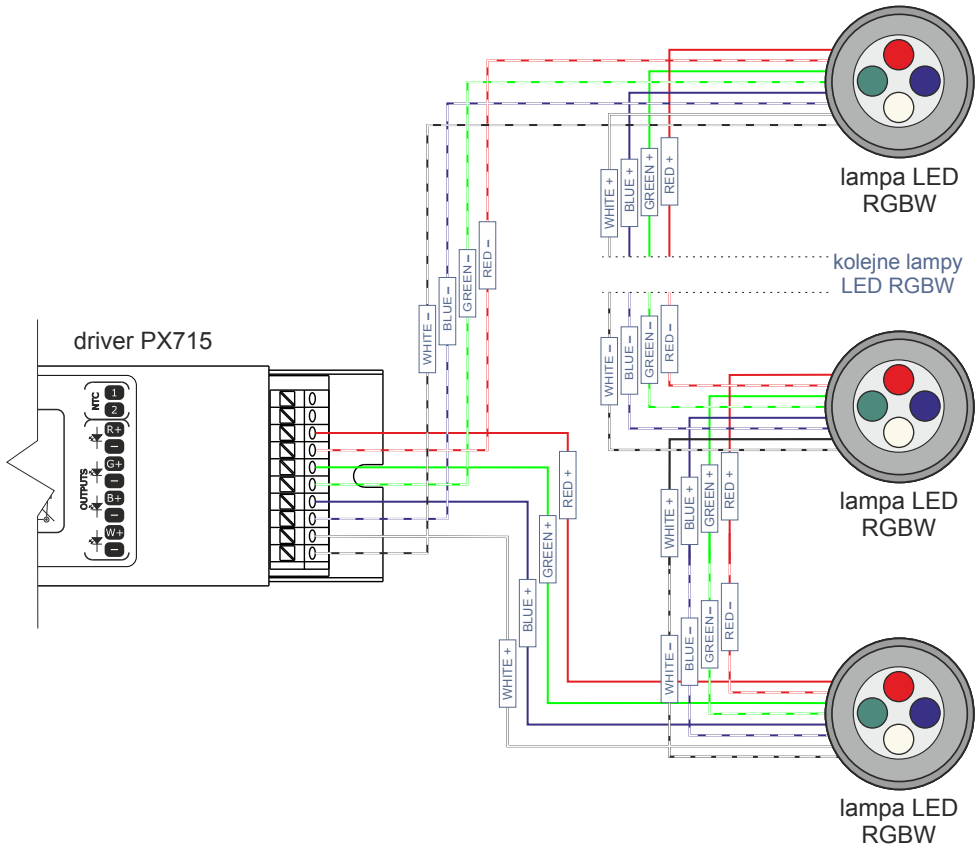 lampa LED
RGBW
WHITE +
BLUE +
GREEN +
RED +
kolejne lampy
LED RGBW
WHITE –
BLUE –
GREEN –
RED –
WHITE –
BLUE –
GREEN –
RED –
driver PX715
NTC
1
2
OUTPUTS
R+
–
G+
–
B+
–
W+
–
lampa LED
RGBW
RED +
GREEN +
BLUE +
WHITE +
WHITE +
BLUE +
GREEN +
RED +
WHITE –
BLUE –
GREEN –
RED –
lampa LED
RGBW